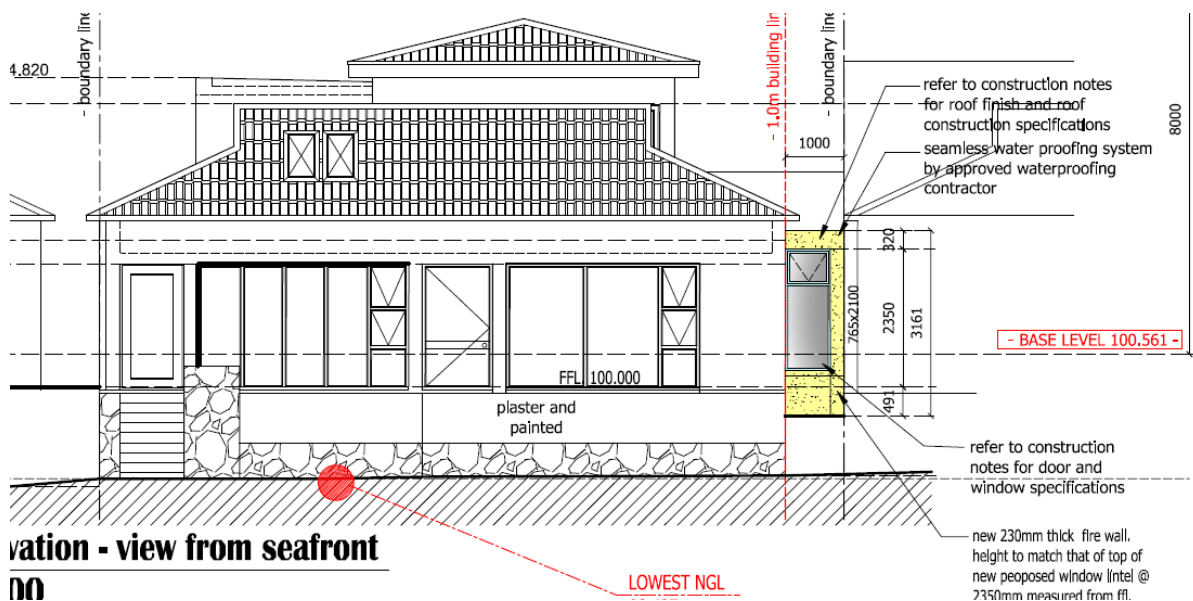 - boundary line
- 1.0m building line
- boundary line
4.820
refer to construction notes
for roof finish and roof
construction specifications
8000
1000
seamless water proofing system
by approved waterproofing
contractor
320
765x2100
2350
3161
- BASE LEVEL 100.561 -
FFL. 100.000
491
plaster and
painted
refer to construction
notes for door and
window specifications
vation - view from seafront
new 230mm thick fire wall.
height to match that of top of
new peoposed window lintel @
2350mm measured from ffl.
LOWEST NGL
00